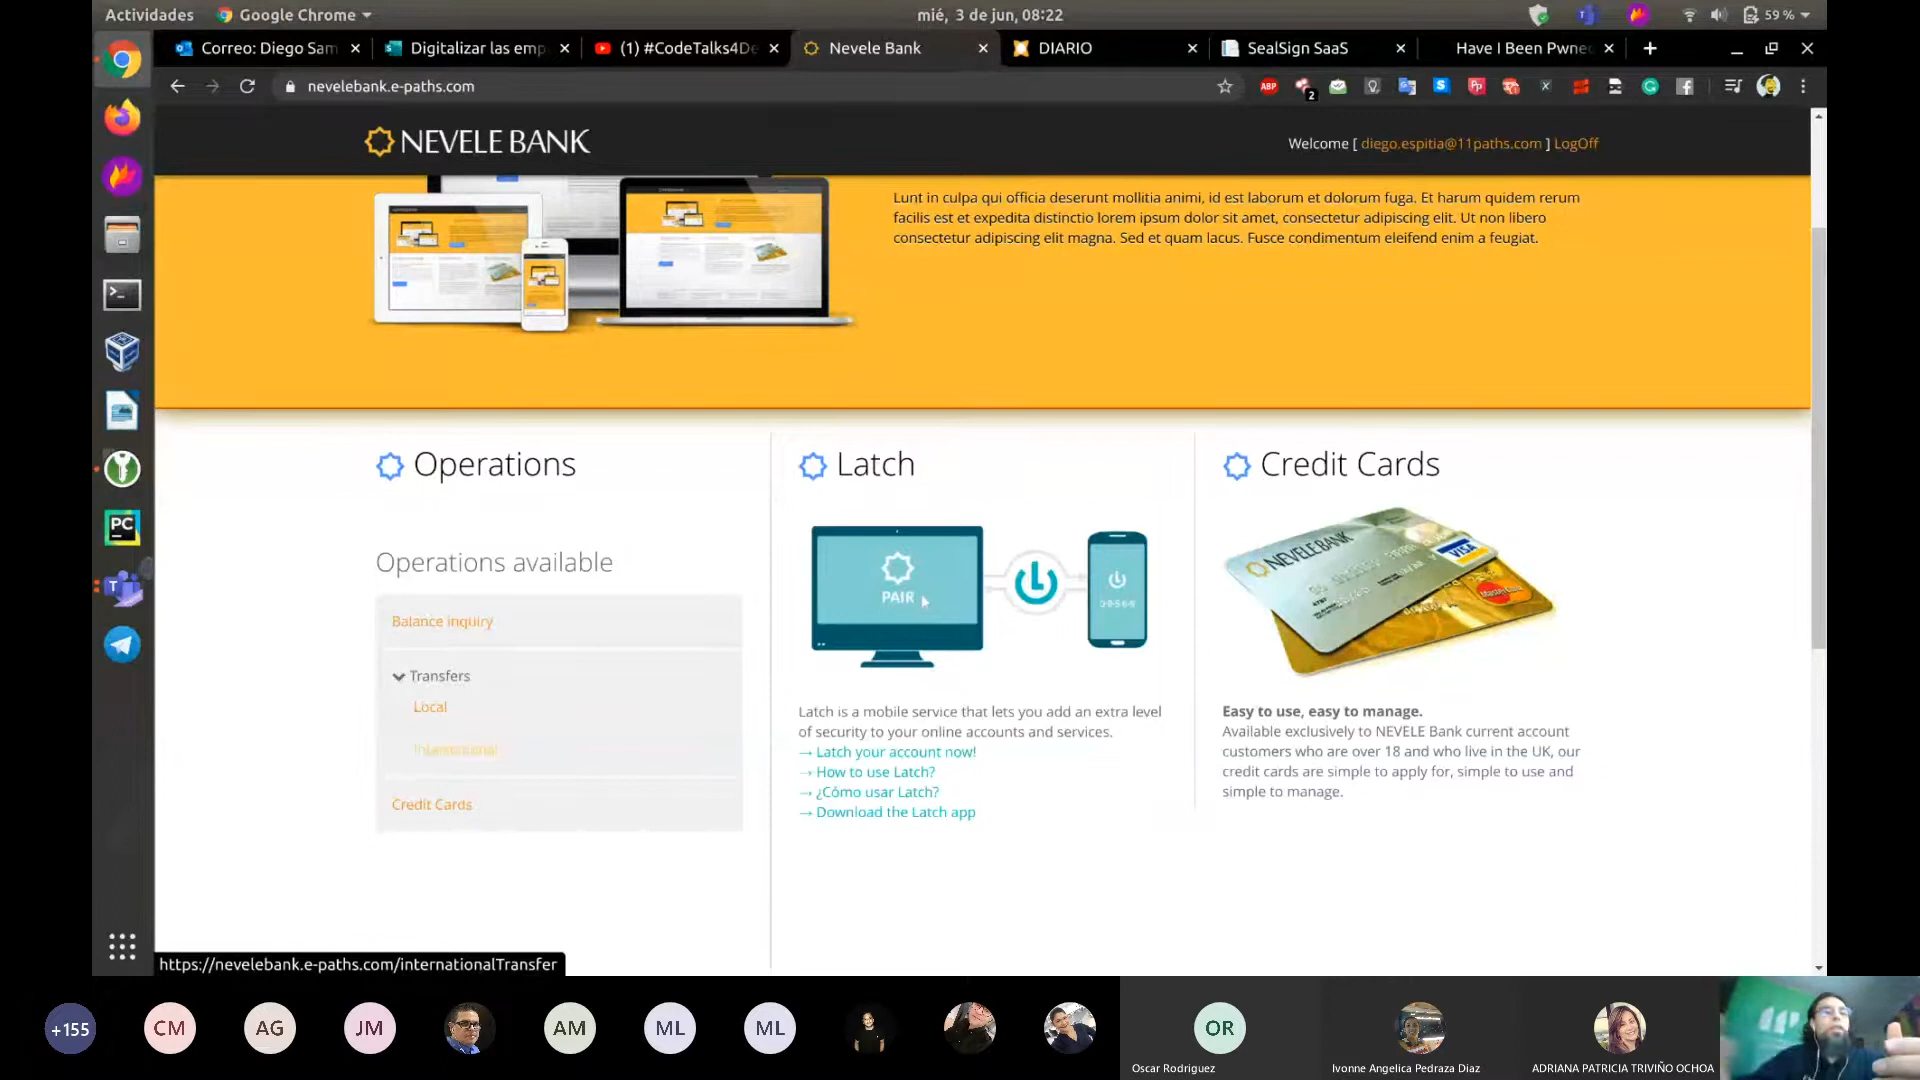 Actividades
Google Chrome
mié, 3 de jun, 08:22
59 %
Correo: Diego Sam
Digitalizar las emp
(1) #CodeTalks4De
Nevele Bank
DIARIO
SealSign SaaS
Have I Been Pwne
nevelebank.e-paths.com
ABP
2
NEVELE BANK
Welcome [ diego.espitia@11paths.com ] LogOff
Lunt in culpa qui officia deserunt mollitia animi, id est laborum et dolorum fuga. Et harum quidem rerum
facilis est et expedita distinctio lorem ipsum dolor sit amet, consectetur adipiscing elit. Ut non libero
consectetur adipiscing elit magna. Sed et quam lacus. Fusce condimentum eleifend enim a feugiat.
Operations
Operations available
Balance inquiry
Transfers
Local
International
Credit Cards
Latch
PAIR
Latch is a mobile service that lets you add an extra level
of security to your online accounts and services.
→ Latch your account now!
→ How to use Latch?
→ ¿Cómo usar Latch?
→ Download the Latch app
Credit Cards
NEVELE BANK
VISA
MasterCard
Easy to use, easy to manage.
Available exclusively to NEVELE Bank current account
customers who are over 18 and who live in the UK, our
credit cards are simple to apply for, simple to use and
simple to manage.
PC
T
https://nevelebank.e-paths.com/internationalTransfer
+155
CM
AG
JM
AM
ML
ML
OR
Oscar Rodriguez
Ivonne Angelica Pedraza Diaz
ADRIANA PATRICIA TRIVIÑO OCHOA